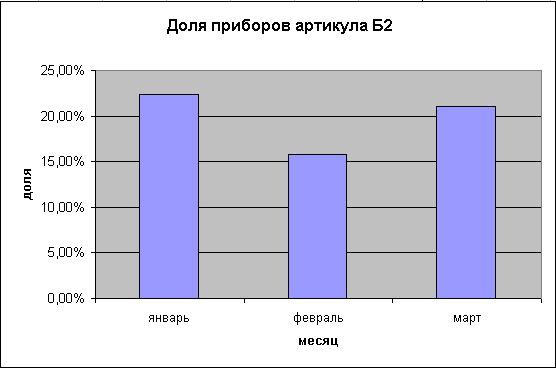 Доля приборов артикула Б2
25,00%
20,00%
15,00%
10,00%
5,00%
0,00%
доля
январь февраль март
месяц